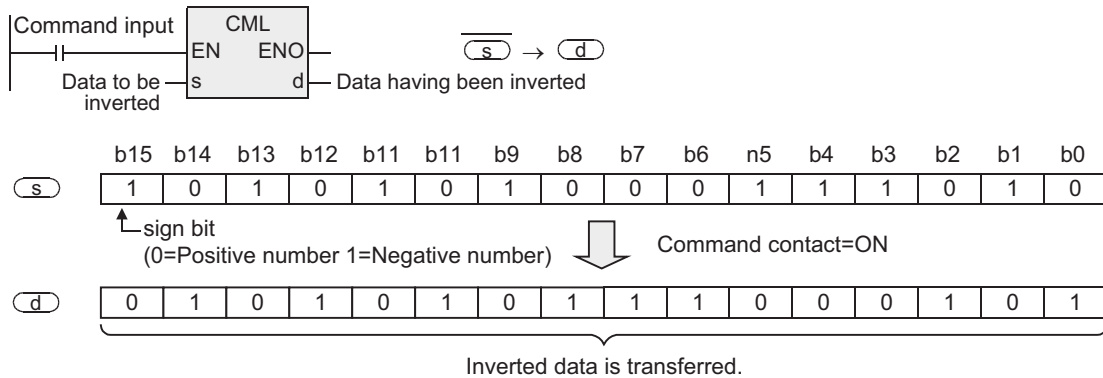 Command input
CML
EN ENO
s → d
Data to be inverted
s d
Data having been inverted
b15 b14 b13 b12 b11 b11 b9 b8 b7 b6 n5 b4 b3 b2 b1 b0
s 1 0 1 0 1 0 1 0 0 0 1 1 1 0 1 0
sign bit
(0=Positive number 1=Negative number)
Command contact=ON
d 0 1 0 1 0 1 0 1 1 1 0 0 0 1 0 1
Inverted data is transferred.